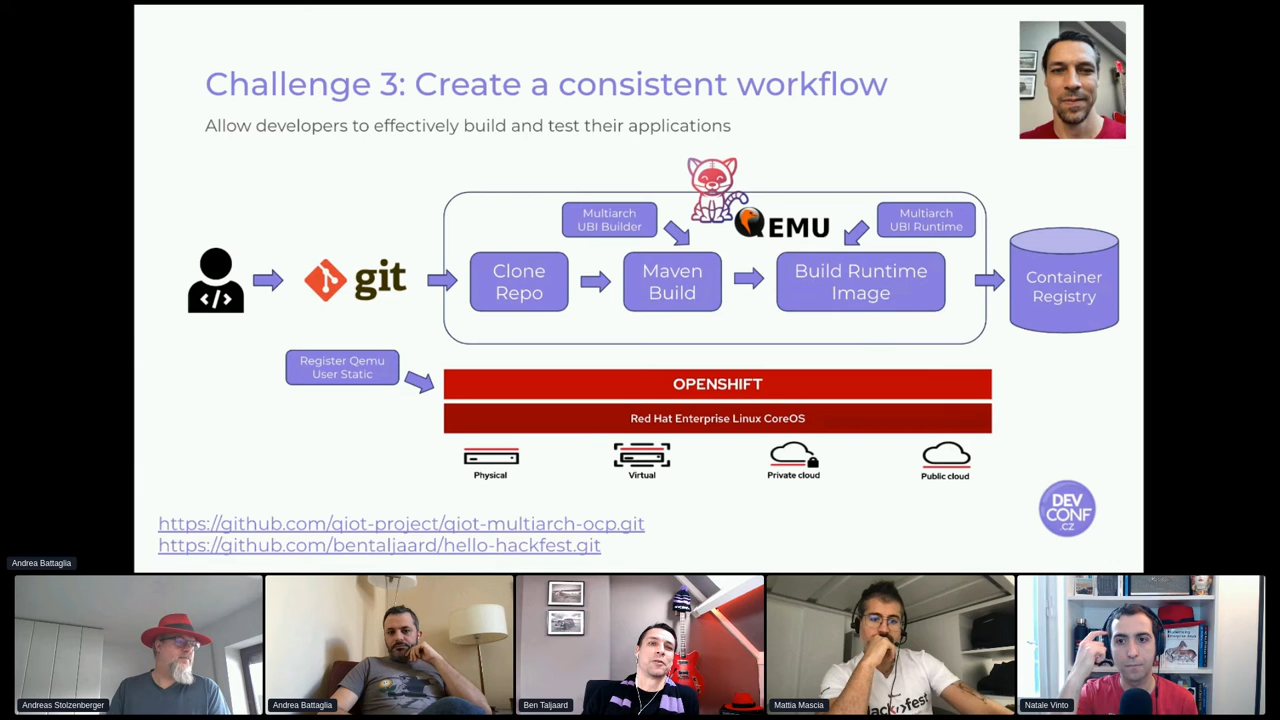 Challenge 3: Create a consistent workflow
Allow developers to effectively build and test their applications
Multiarch
UBI Builder
QEMU
Multiarch
UBI Runtime
git
Clone
Repo
Maven
Build
Build Runtime
Image
Container
Registry
Register Qemu
User Static
OPENSHIFT
Red Hat Enterprise Linux CoreOS
Physical
Virtual
Private cloud
Public cloud
https://github.com/qiot-project/qiot-multiarch-ocp.git
https://github.com/bentaljaard/hello-hackfest.git
DEV
CONF
.cz
Andrea Battaglia
Andreas Stolzenberger
Andrea Battaglia
Ben Taljaard
Mattia Mascia
Natale Vinto